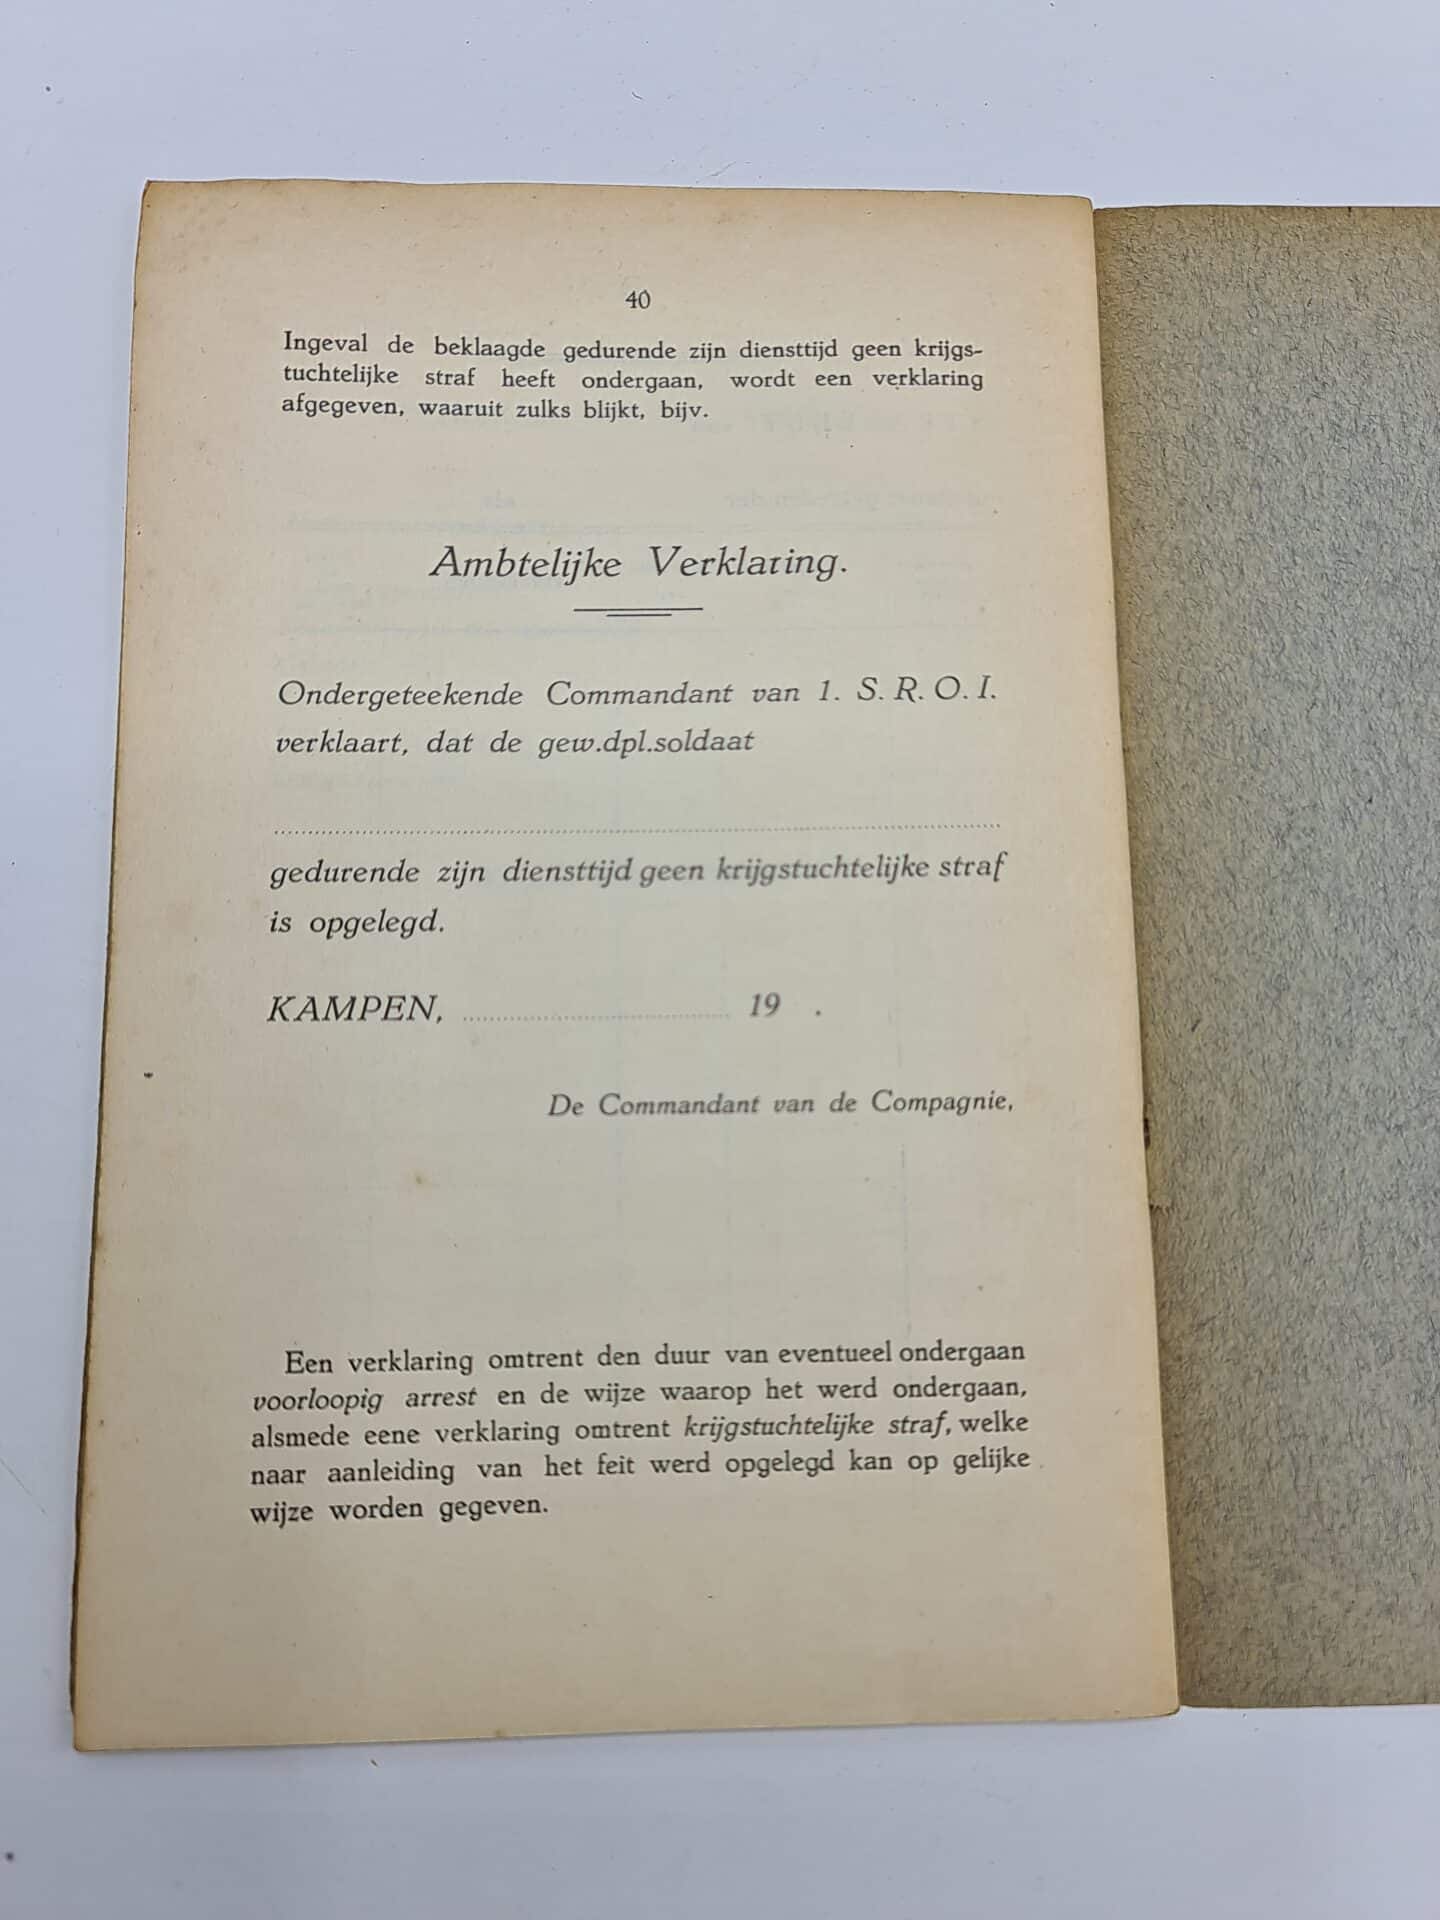 40
Ingeval de beklaagde gedurende zijn diensttijd geen krijgs-
tuchtelijke straf heeft ondergaan, wordt een verklaring
afgegeven, waaruit zulks blijkt, bijv.
Ambtelijke Verklaring.
Ondergeteekende Commandant van 1. S. R. O. I.
verklaart, dat de gew.dpl.soldaat
gedurende zijn diensttijd geen krijgstuchtelijke straf
is opgelegd.
KAMPEN, .................... 19 .
De Commandant van de Compagnie,
Een verklaring omtrent den duur van eventueel ondergaan
voorloopig arrest en de wijze waarop het werd ondergaan,
alsmede eene verklaring omtrent krijgstuchtelijke straf, welke
naar aanleiding van het feit werd opgelegd kan op gelijke
wijze worden gegeven.